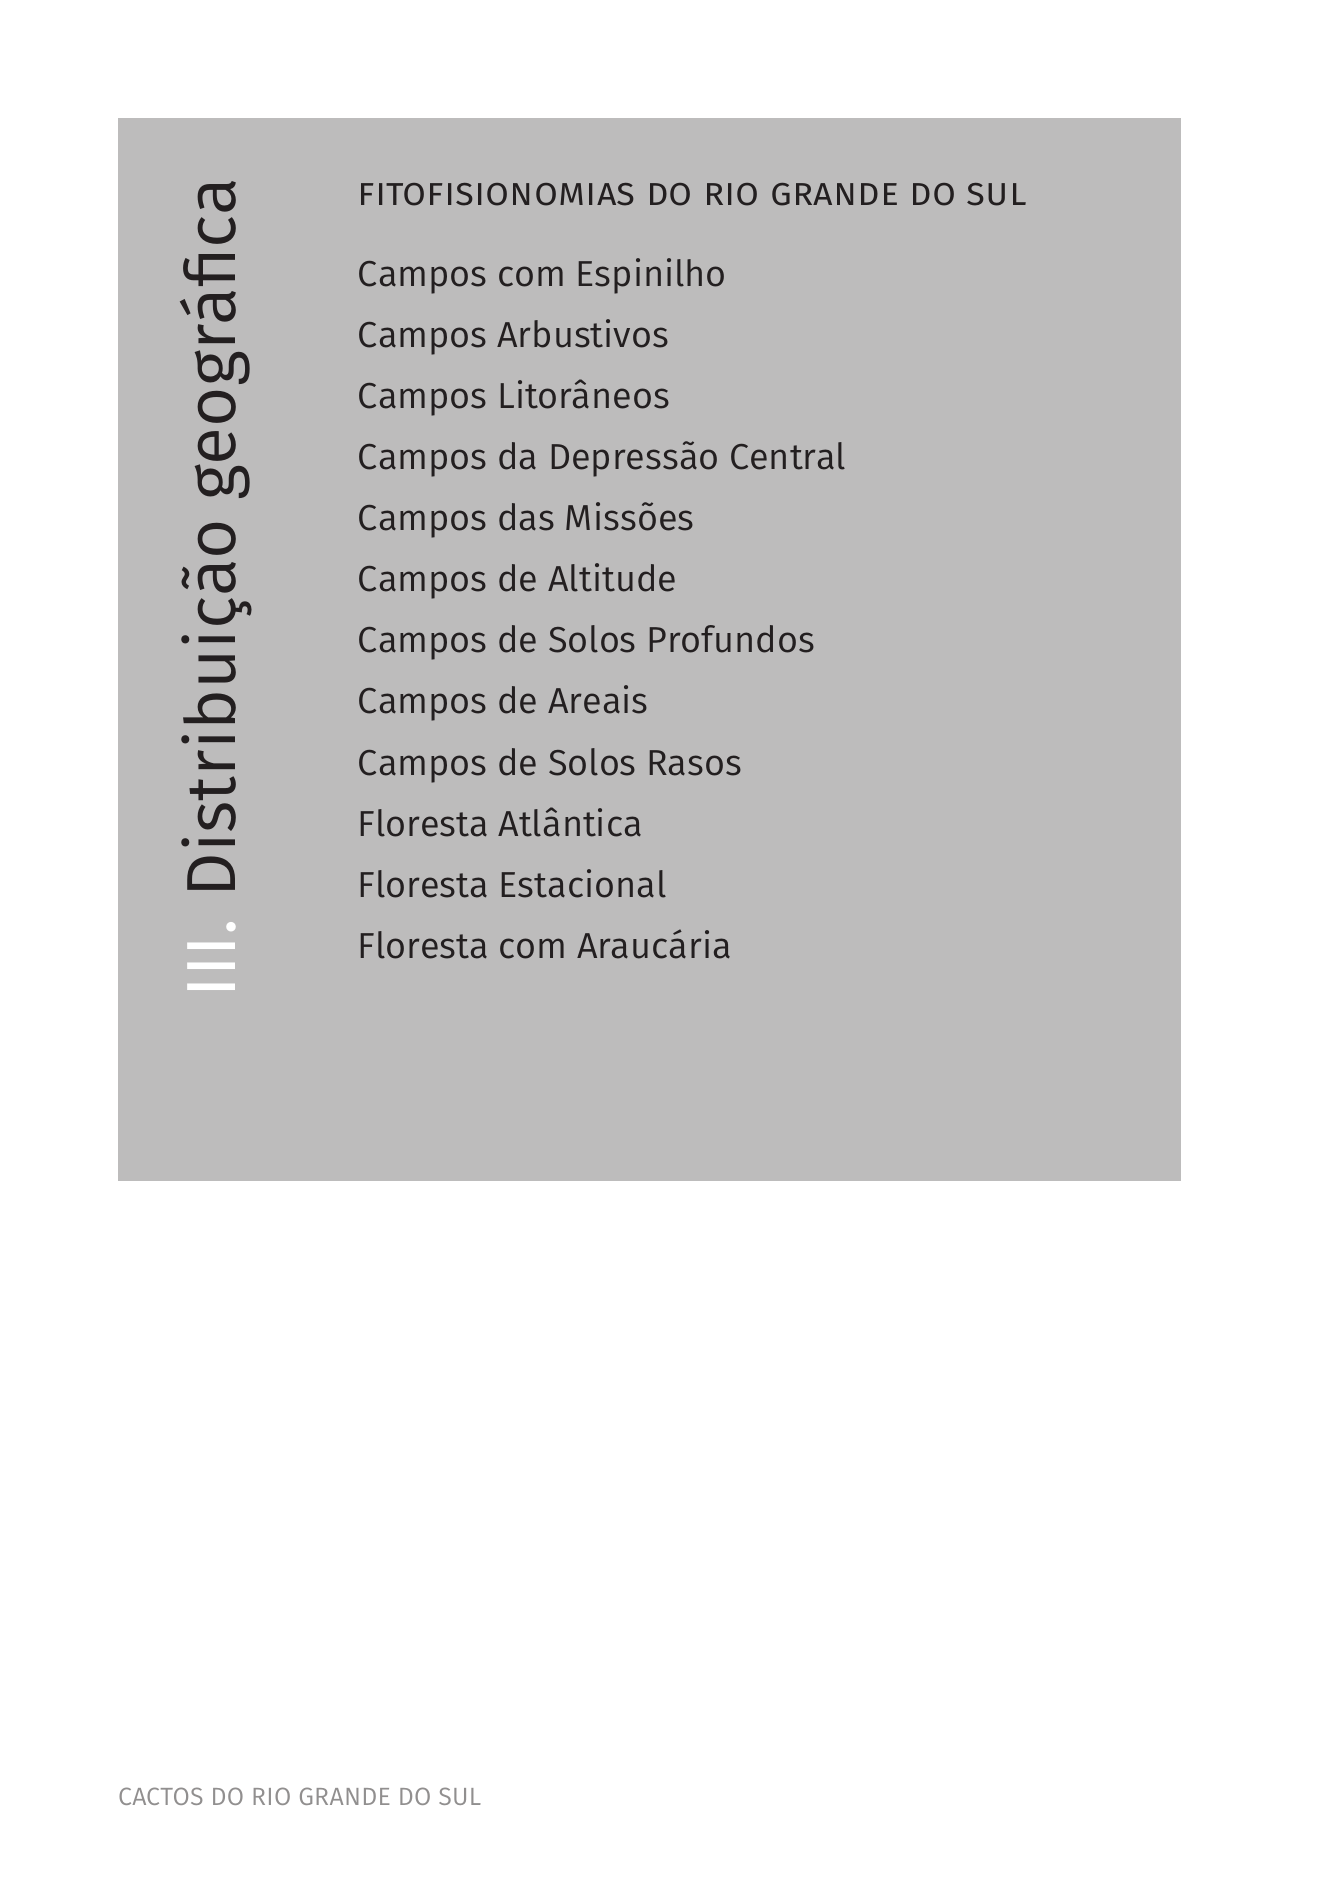 III. Distribuição geográfica
FITOFISIONOMIAS DO RIO GRANDE DO SUL
Campos com Espinilho
Campos Arbustivos
Campos Litorâneos
Campos da Depressão Central
Campos das Missões
Campos de Altitude
Campos de Solos Profundos
Campos de Areais
Campos de Solos Rasos
Floresta Atlântica
Floresta Estacional
Floresta com Araucária
CACTOS DO RIO GRANDE DO SUL